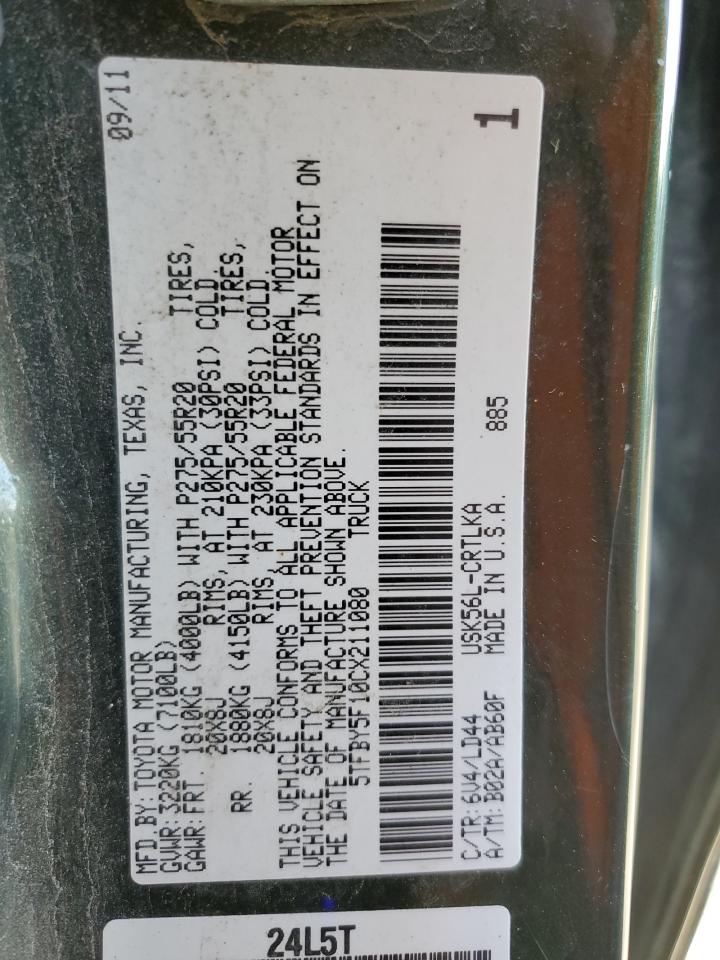 MFD.BY:TOYOTA MOTOR MANUFACTURING, TEXAS, INC. 09/11
GVWR:3220KG (7100LB)
GAWR:FRT. 1810KG (4000LB) WITH P275/55R20 TIRES,
20X8J RIMS, AT 210KPA (30PSI) COLD.
RR. 1880KG (4150LB) WITH P275/55R20 TIRES,
20X8J RIMS, AT 230KPA (33PSI) COLD.
THIS VEHICLE CONFORMS TO ALL APPLICABLE FEDERAL MOTOR
VEHICLE SAFETY AND THEFT PREVENTION STANDARDS IN EFFECT ON
THE DATE OF MANUFACTURE SHOWN ABOVE.
5TFBY5F10CX211080 TRUCK
C/TR:6V4/LD44 USK56L-CRTLKA
A/TM:B02A/AB60F MADE IN U.S.A. 885 1
24L5T